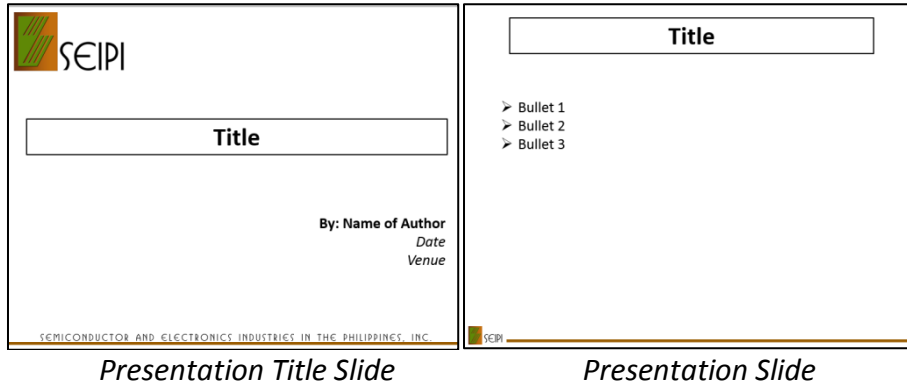 SEIPI
Title
By: Name of Author
Date
Venue
SEMICONDUCTOR AND ELECTRONICS INDUSTRIES IN THE PHILIPPINES, INC.
Presentation Title Slide
Title
Bullet 1
Bullet 2
Bullet 3
SEIPI
Presentation Slide